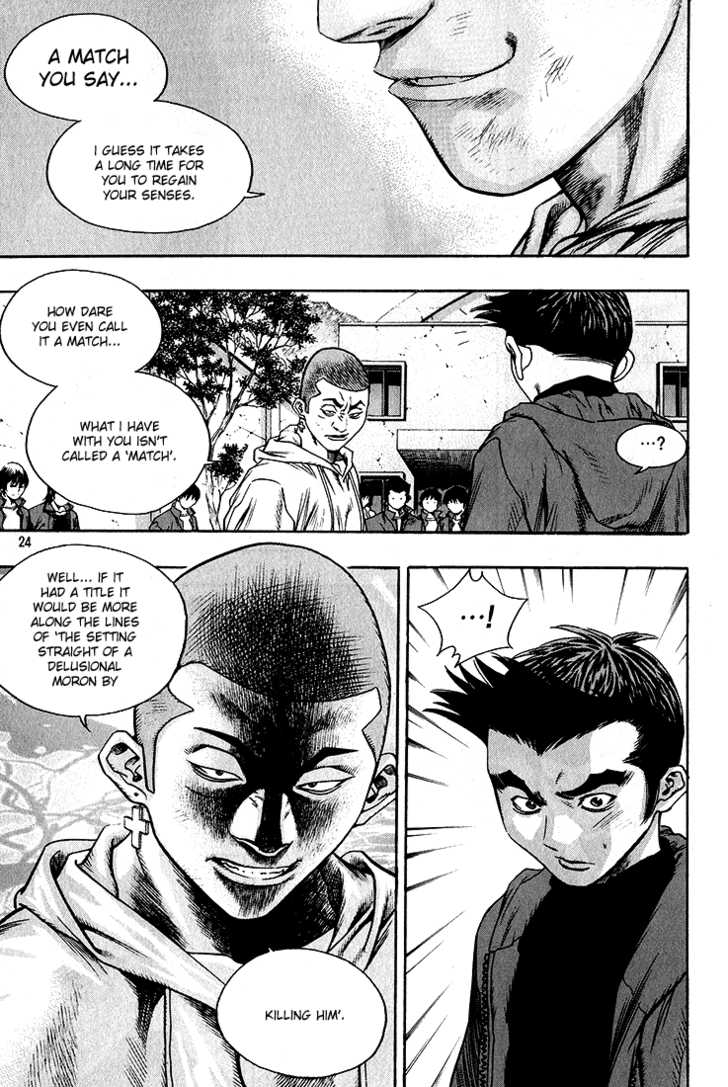 A MATCH
YOU SAY...
I GUESS IT TAKES
A LONG TIME FOR
YOU TO REGAIN
YOUR SENSES.
HOW DARE
YOU EVEN CALL
IT A MATCH...
WHAT I HAVE
WITH YOU ISN'T
CALLED A 'MATCH'.
...?
24
WELL... IF IT
HAD A TITLE IT
WOULD BE MORE
ALONG THE LINES
OF 'THE SETTING
STRAIGHT OF A
DELUSIONAL
MORON BY
KILLING HIM'.
...!